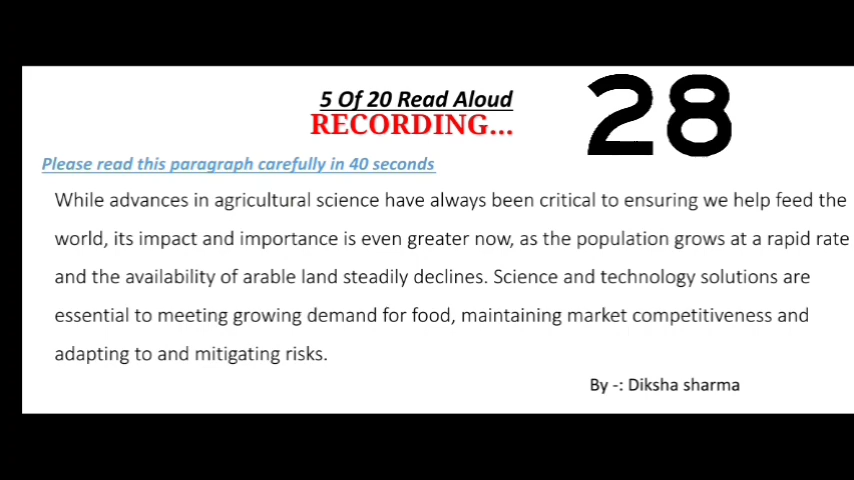 5 Of 20 Read Aloud
28
RECORDING...
Please read this paragraph carefully in 40 seconds
While advances in agricultural science have always been critical to ensuring we help feed the
world, its impact and importance is even greater now, as the population grows at a rapid rate
and the availability of arable land steadily declines. Science and technology solutions are
essential to meeting growing demand for food, maintaining market competitiveness and
adapting to and mitigating risks.
By -: Diksha sharma